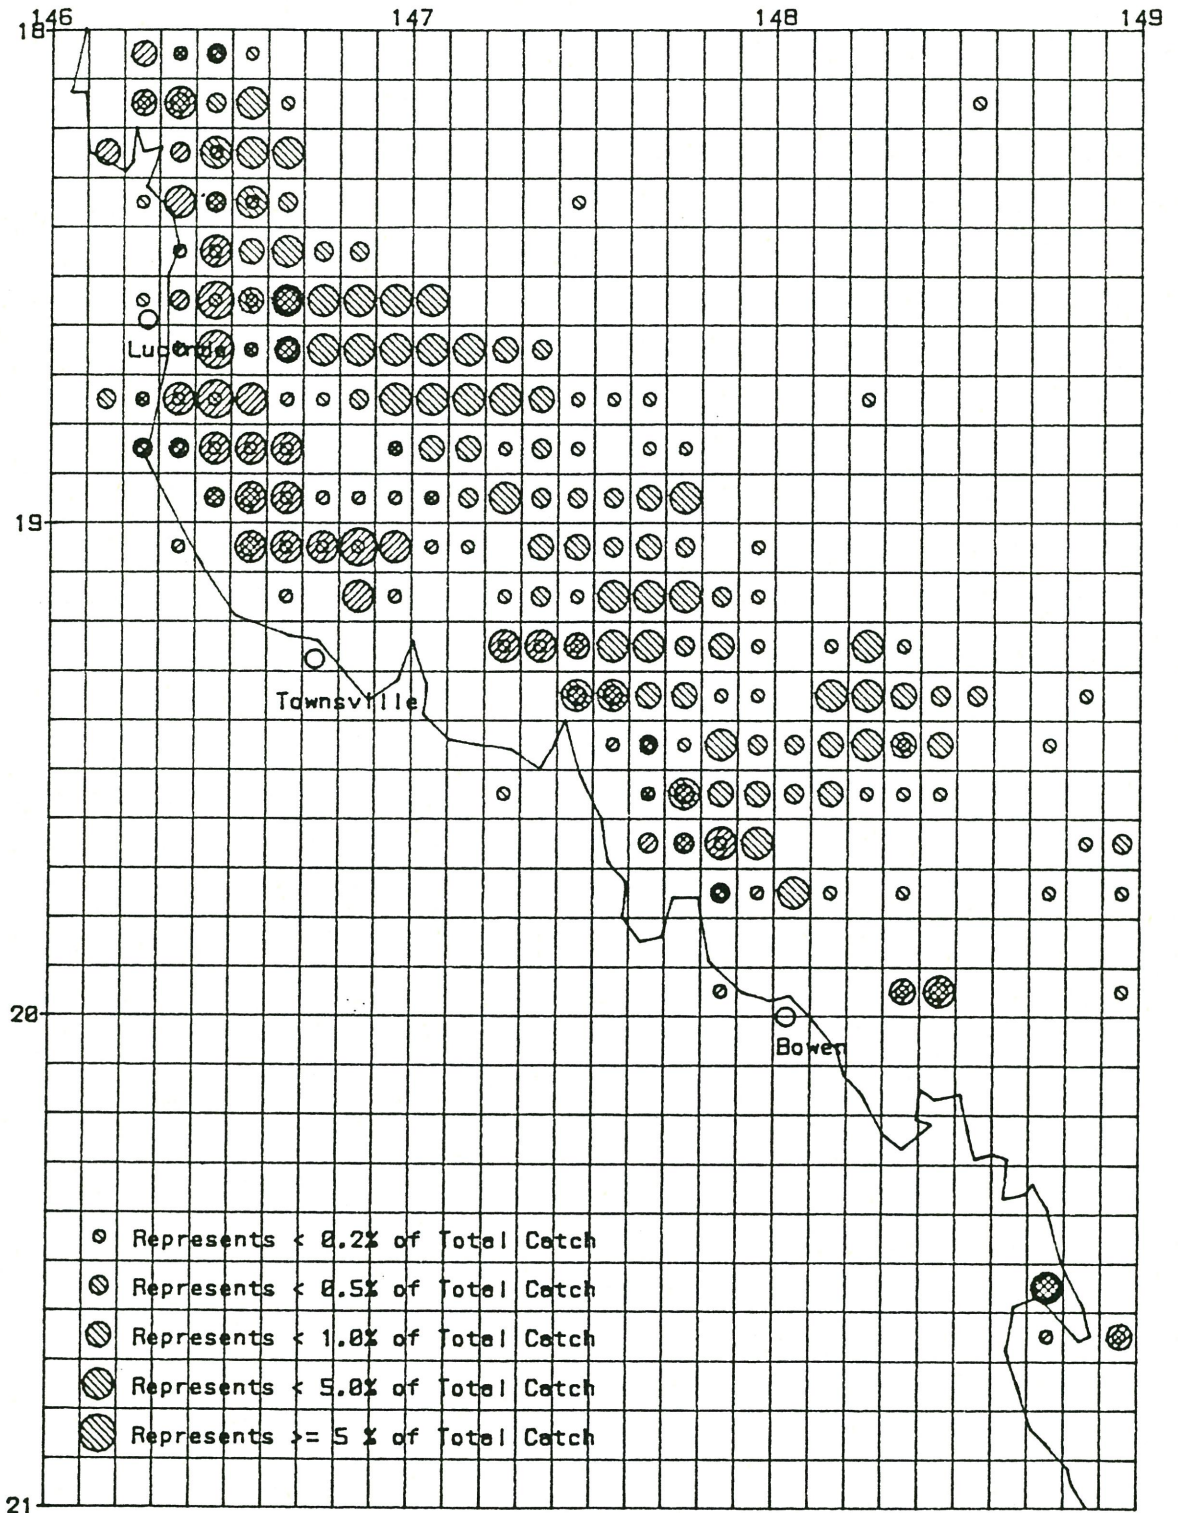 146 147 148 149
18
Lucinda
19
Townsville
20
Bowen
Represents < 0.2% of Total Catch
Represents < 0.5% of Total Catch
Represents < 1.0% of Total Catch
Represents < 5.0% of Total Catch
Represents >= 5 % of Total Catch
21